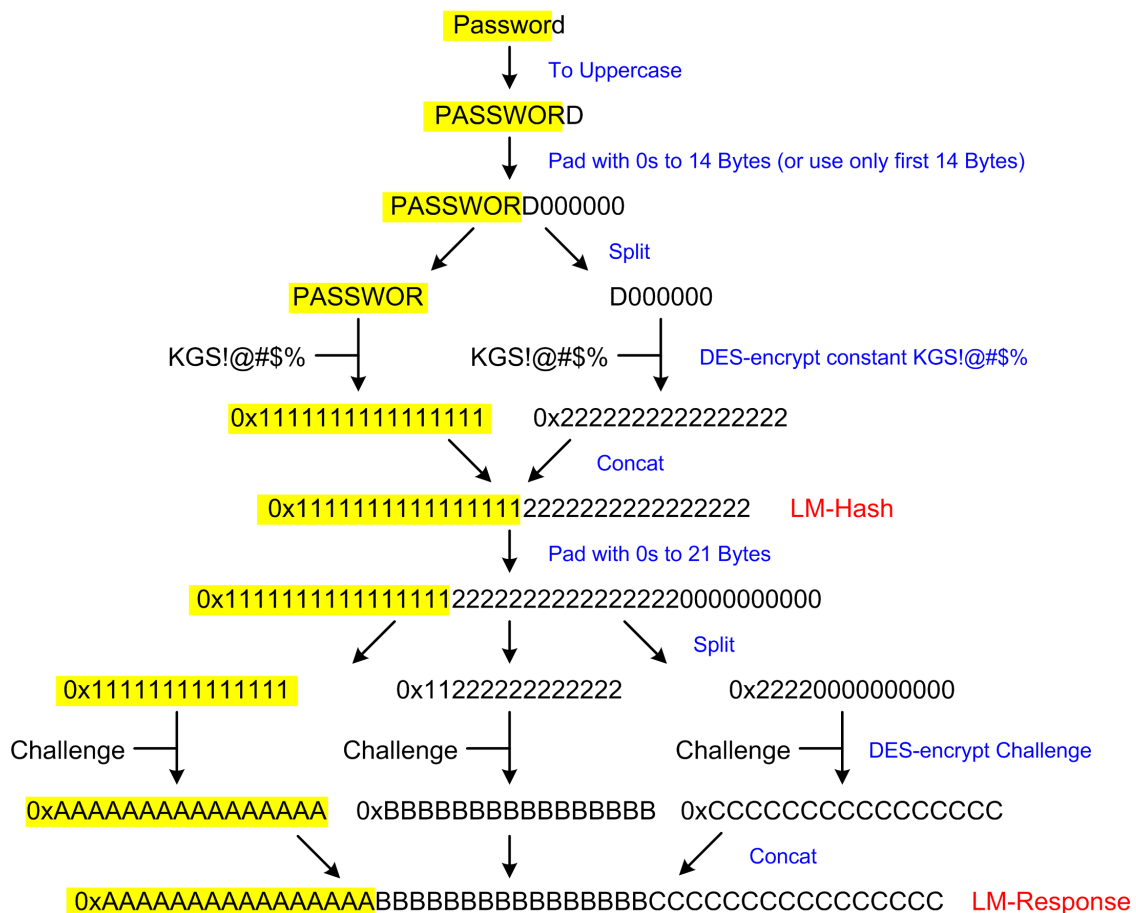 Password
To Uppercase
PASSWORD
Pad with 0s to 14 Bytes (or use only first 14 Bytes)
PASSWORD000000
Split
PASSWOR D000000
KGS!@#$% KGS!@#$% DES-encrypt constant KGS!@#$%
0x1111111111111111 0x2222222222222222
Concat
0x11111111111111112222222222222222 LM-Hash
Pad with 0s to 21 Bytes
0x111111111111111122222222222222220000000000
Split
0x11111111111111 0x11222222222222 0x22220000000000
Challenge Challenge Challenge DES-encrypt Challenge
0xAAAAAAAAAAAAAAAA 0xBBBBBBBBBBBBBBBB 0xCCCCCCCCCCCCCCCC
Concat
0xAAAAAAAAAAAAAAAABBBBBBBBBBBBBBBBCCCCCCCCCCCCCCCC LM-Response